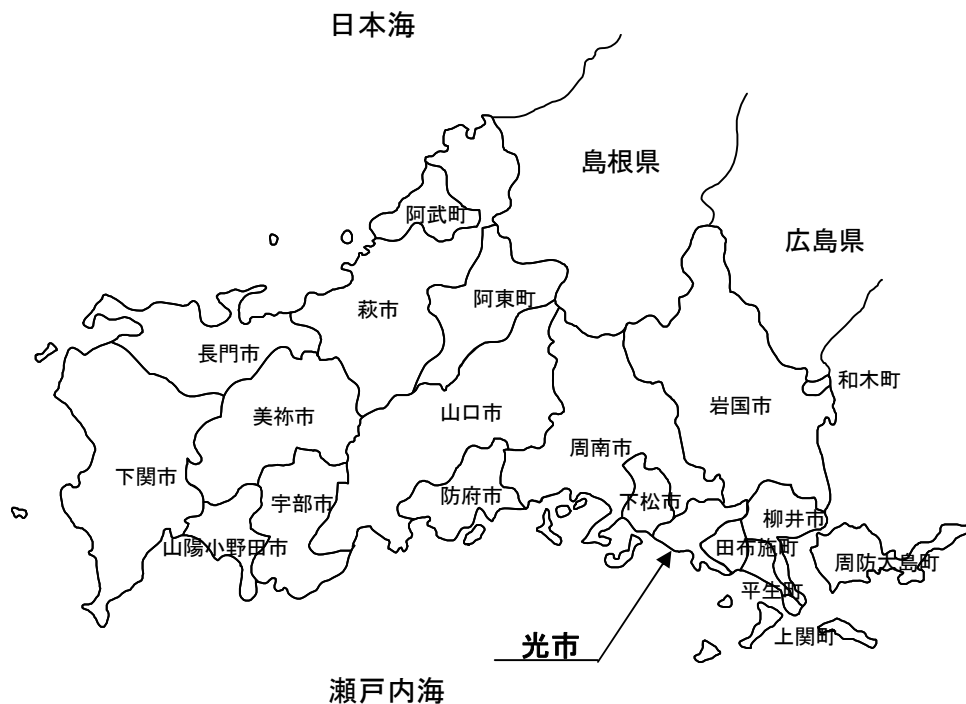 日本海
島根県
阿武町
広島県
阿東町
萩市
長門市
和木町
岩国市
山口市
美祢市
周南市
下関市
防府市
宇部市
下松市
柳井市
山陽小野田市
田布施町
周防大島町
平生町
上関町
光市
瀬戸内海